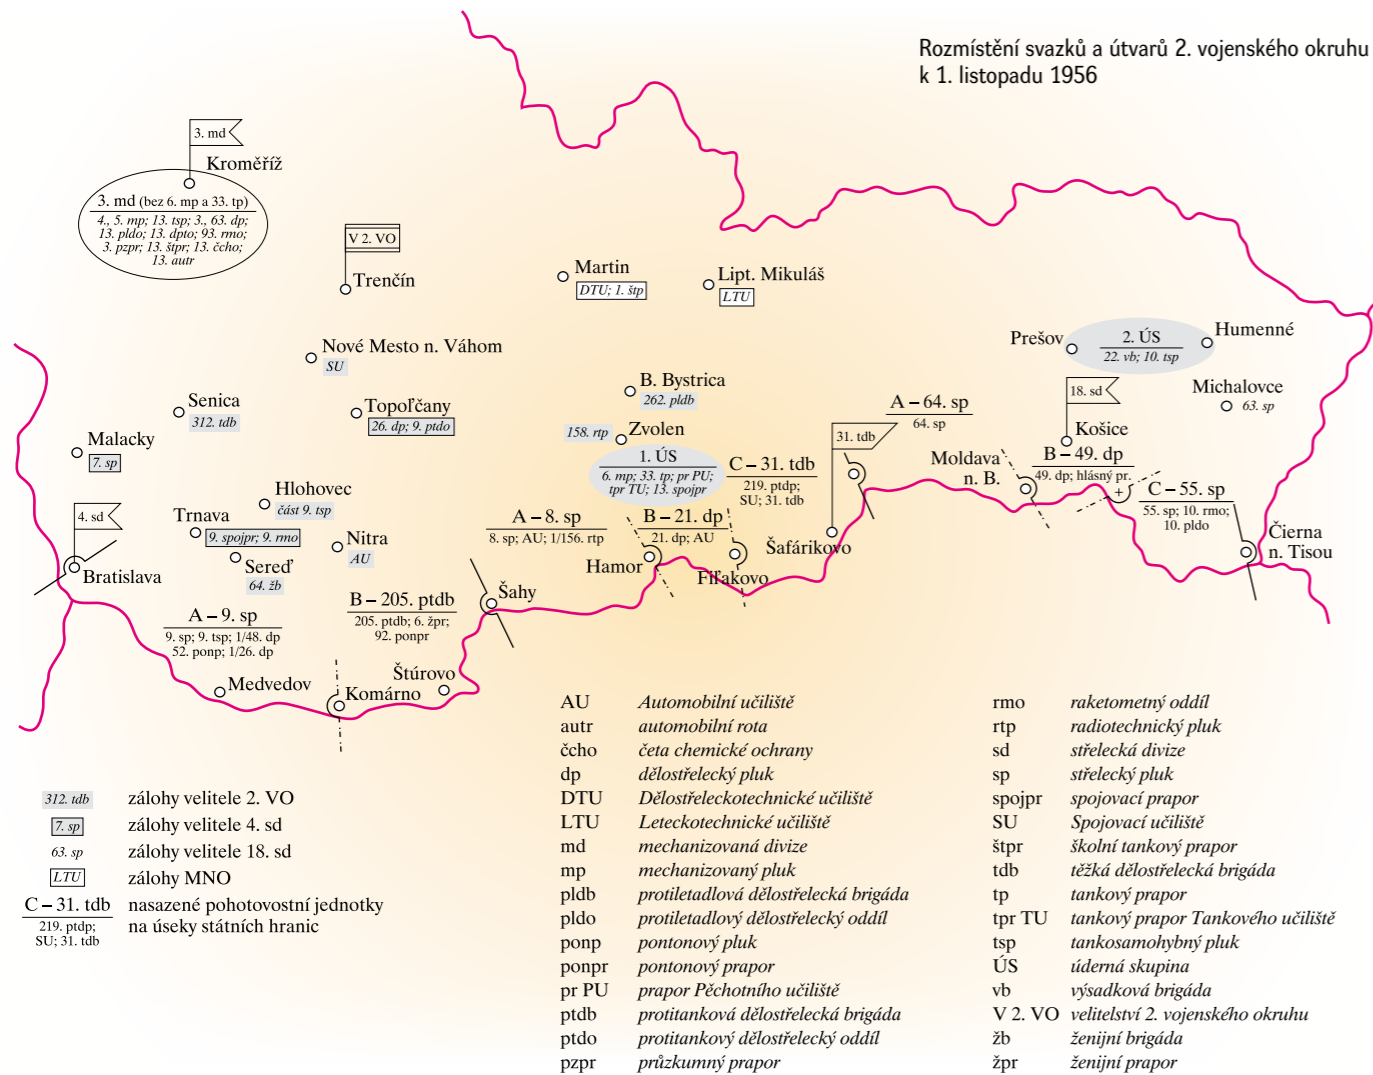 Rozmístění svazků a útvarů 2. vojenského okruhu
k 1. listopadu 1956
3. md
Kroměříž
3. md (bez 6. mp a 33. tp)
4., 5. mp; 13. tsp; 3., 63. dp;
13. pldo; 13. dpto; 93. rmo;
3. pzpr; 13. štpr; 13. čcho;
13. autr
V 2. VO
Trenčín
Martin
DTU; 1. štp
Lipt. Mikuláš
LTU
Nové Mesto n. Váhom
SU
Prešov
2. ÚS
22. vb; 10. tsp
Humenné
Senica
312. tdb
Topoľčany
26. dp; 9. ptdo
B. Bystrica
262. pldb
Michalovce
63. sp
Malacky
7. sp
158. rtp
Zvolen
1. ÚS
6. mp; 33. tp; pr PU;
tpr TU; 13. spojpr
A – 64. sp
64. sp
31. tdb
18. sd
Košice
C – 31. tdb
219. ptdp;
SU; 31. tdb
Moldava
n. B.
B – 49. dp
49. dp; hlásný pr.
+
C – 55. sp
55. sp; 10. rmo;
10. pldo
Hlohovec
část 9. tsp
4. sd
Bratislava
Trnava
9. spojpr; 9. rmo
Sereď
64. žb
Nitra
AU
A – 8. sp
8. sp; AU; 1/156. rtp
B – 21. dp
21. dp; AU
Hamor
Fiľakovo
Šafárikovo
Čierna
n. Tisou
A – 9. sp
9. sp; 9. tsp; 1/48. dp
52. ponp; 1/26. dp
B – 205. ptdb
205. ptdb; 6. žpr;
92. ponpr
Šahy
Medvedov
Komárno
Štúrovo
312. tdb zálohy velitele 2. VO
7. sp zálohy velitele 4. sd
63. sp zálohy velitele 18. sd
LTU zálohy MNO
C – 31. tdb nasazené pohotovostní jednotky
219. ptdp; na úseky státních hranic
SU; 31. tdb
AU Automobilní učiliště
autr automobilní rota
čcho četa chemické ochrany
dp dělostřelecký pluk
DTU Dělostřeleckotechnické učiliště
LTU Leteckotechnické učiliště
md mechanizovaná divize
mp mechanizovaný pluk
pldb protiletadlová dělostřelecká brigáda
pldo protiletadlový dělostřelecký oddíl
ponp pontonový pluk
ponpr pontonový prapor
pr PU prapor Pěchotního učiliště
ptdb protitanková dělostřelecká brigáda
ptdo protitankový dělostřelecký oddíl
pzpr průzkumný prapor
rmo raketometný oddíl
rtp radiotechnický pluk
sd střelecká divize
sp střelecký pluk
spojpr spojovací prapor
SU Spojovací učiliště
štpr školní tankový prapor
tdb těžká dělostřelecká brigáda
tp tankový prapor
tpr TU tankový prapor Tankového učiliště
tsp tankosamohybný pluk
ÚS úderná skupina
vb výsadková brigáda
V 2. VO velitelství 2. vojenského okruhu
žb ženijní brigáda
žpr ženijní prapor